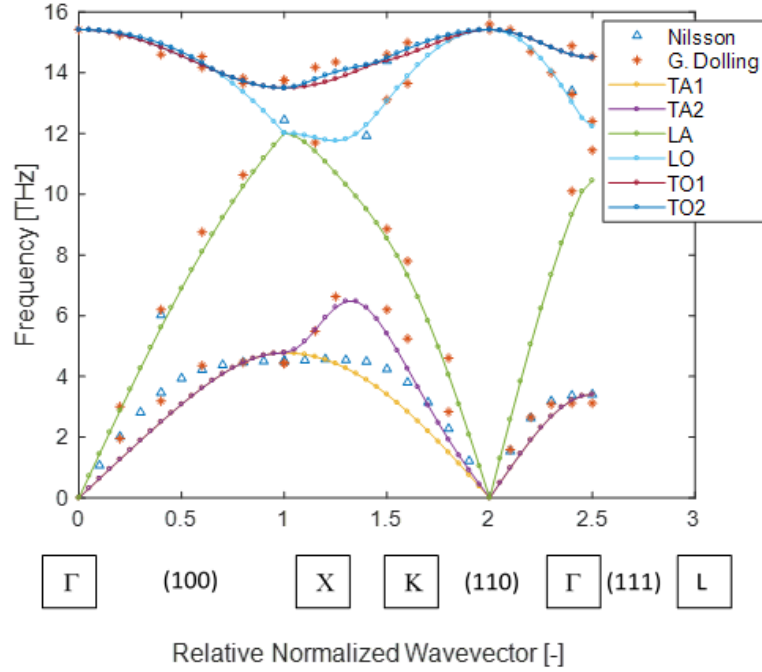 16
14
12
10
8
6
4
2
0
Frequency [THz]
Nilsson
G. Dolling
TA1
TA2
LA
LO
TO1
TO2
0 0.5 1 1.5 2 2.5 3
Γ (100) X K (110) Γ (111) L
Relative Normalized Wavevector [-]